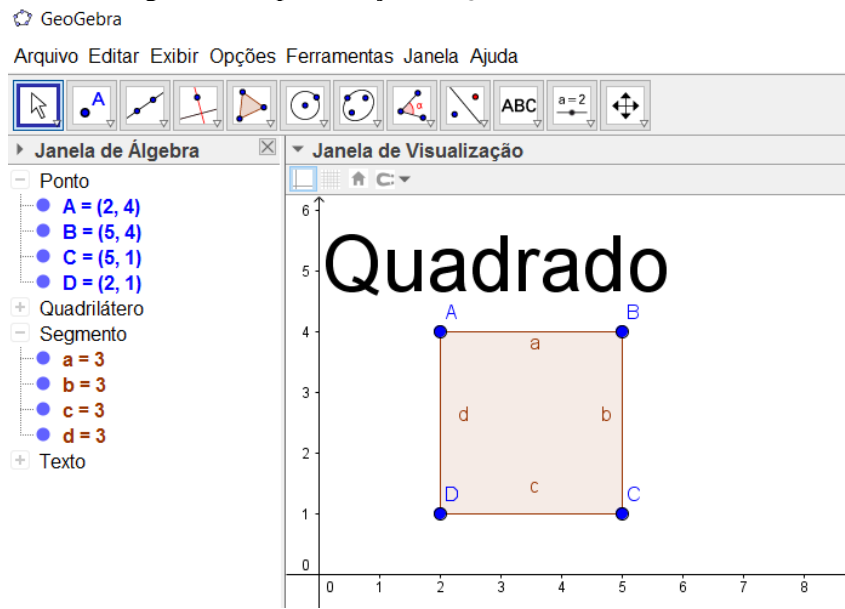 GeoGebra
Arquivo Editar Exibir Opções Ferramentas Janela Ajuda
A
α
ABC
a=2
Janela de Álgebra
Janela de Visualização
Ponto
A = (2, 4)
B = (5, 4)
C = (5, 1)
D = (2, 1)
Quadrilátero
Segmento
a = 3
b = 3
c = 3
d = 3
Texto
Quadrado
6
5
4
3
2
1
0
A
B
a
d
b
c
D
C
0 1 2 3 4 5 6 7 8